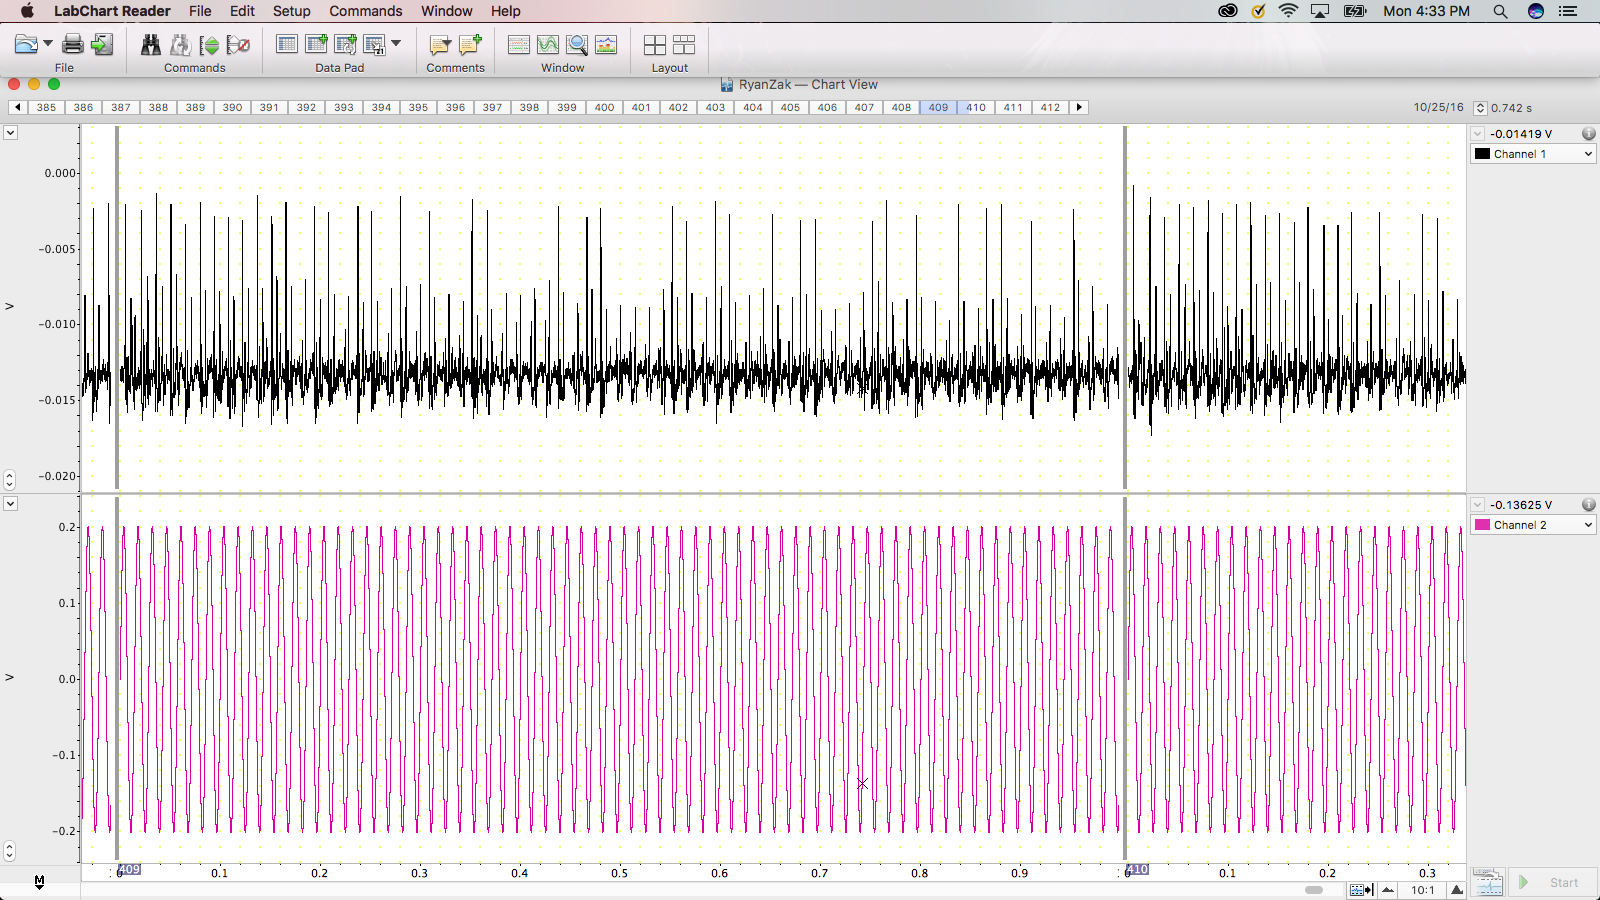 LabChart Reader File Edit Setup Commands Window Help Mon 4:33 PM
File Commands Data Pad Comments Window Layout
RyanZak — Chart View
385 386 387 388 389 390 391 392 393 394 395 396 397 398 399 400 401 402 403 404 405 406 407 408 409 410 411 412 10/25/16 0.742 s
-0.01419 V
Channel 1
0.000
-0.005
-0.010
-0.015
-0.020
-0.13625 V
Channel 2
0.2
0.1
0.0
-0.1
-0.2
409 410
0 0.1 0.2 0.3 0.4 0.5 0.6 0.7 0.8 0.9 0 0.1 0.2 0.3
M
10:1
Start